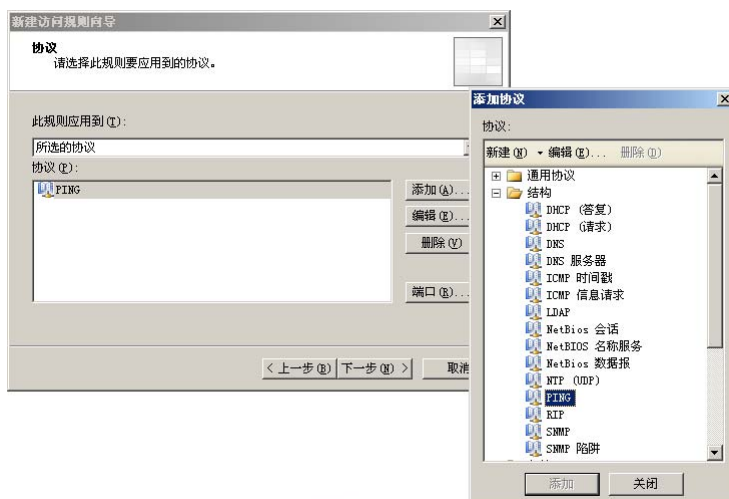 新建访问规则向导
协议
请选择此规则要应用到的协议。
此规则应用到(T):
所选的协议
协议(P):
PING
添加(A)...
编辑(E)...
删除(V)
端口(R)...
<上一步(B)
下一步(N)>
取消
添加协议
协议:
新建(N)
编辑(E)...
删除(D)
通用协议
结构
DHCP (答复)
DHCP (请求)
DNS
DNS 服务器
ICMP 时间戳
ICMP 信息请求
LDAP
NetBios 会话
NetBIOS 名称服务
NetBios 数据报
NTP (UDP)
PING
RIP
SNMP
SNMP 陷阱
添加
关闭